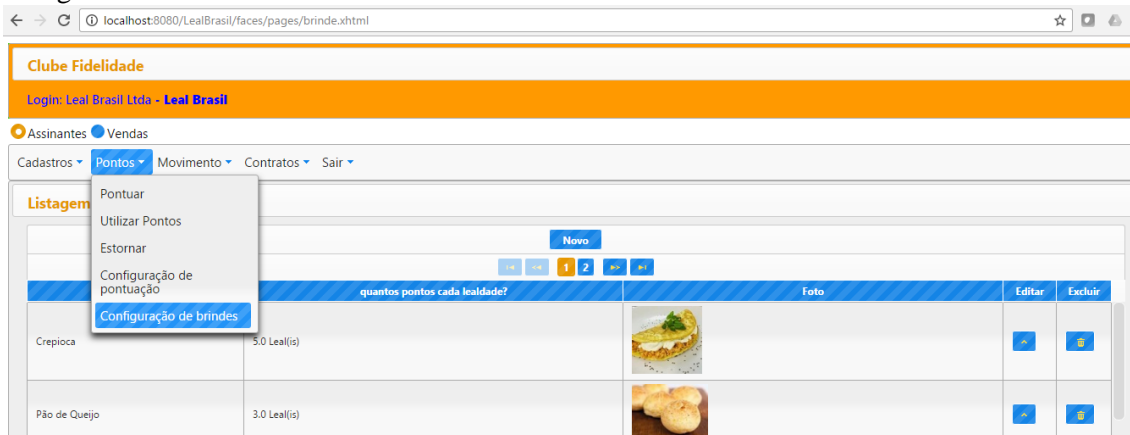 localhost:8080/LealBrasil/faces/pages/brinde.xhtml
Clube Fidelidade
Login: Leal Brasil Ltda - Leal Brasil
Assinantes Vendas
Cadastros Pontos Movimento Contratos Sair
Pontuar
Utilizar Pontos
Estornar
Configuração de
pontuação
Configuração de brindes
Listagem
Novo
1 2
quantos pontos cada lealdade? Foto Editar Excluir
Crepioca 5.0 Leal(is)
Pão de Queijo 3.0 Leal(is)